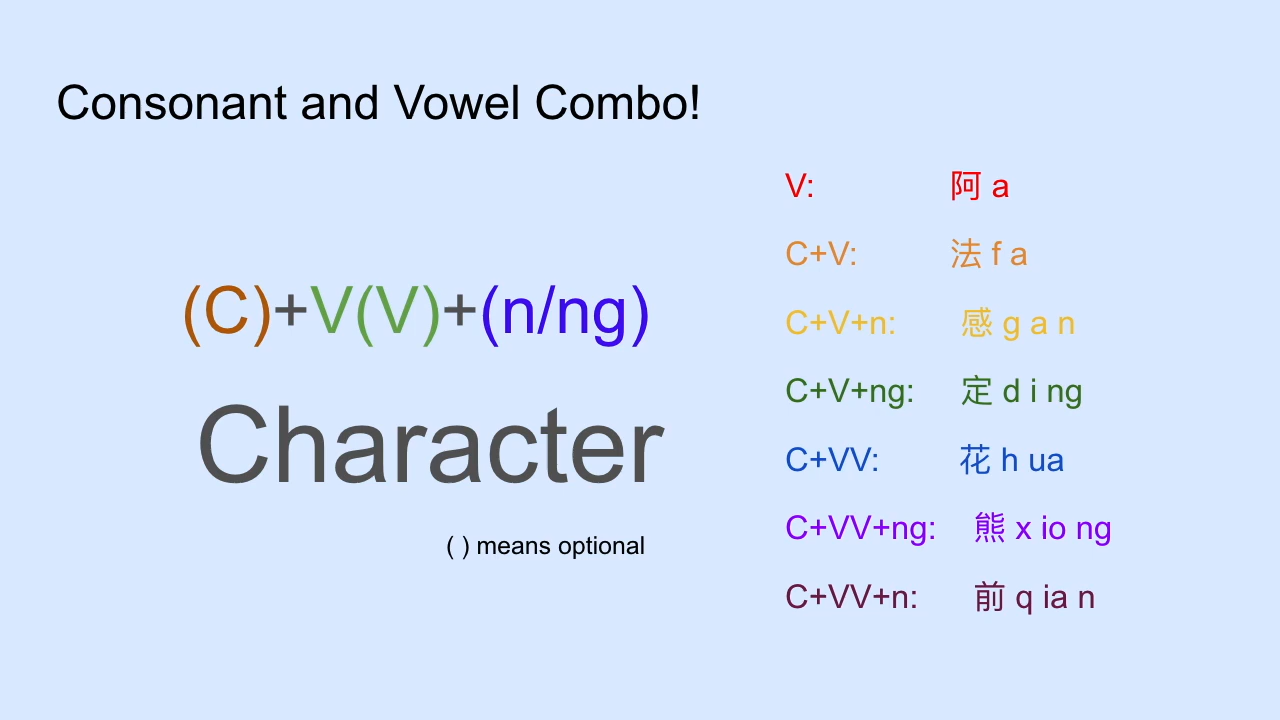 Consonant and Vowel Combo!
(C)+V(V)+(n/ng)
Character
( ) means optional
V: 阿 a
C+V: 法 f a
C+V+n: 感 g a n
C+V+ng: 定 d i ng
C+VV: 花 h ua
C+VV+ng: 熊 x io ng
C+VV+n: 前 q ia n